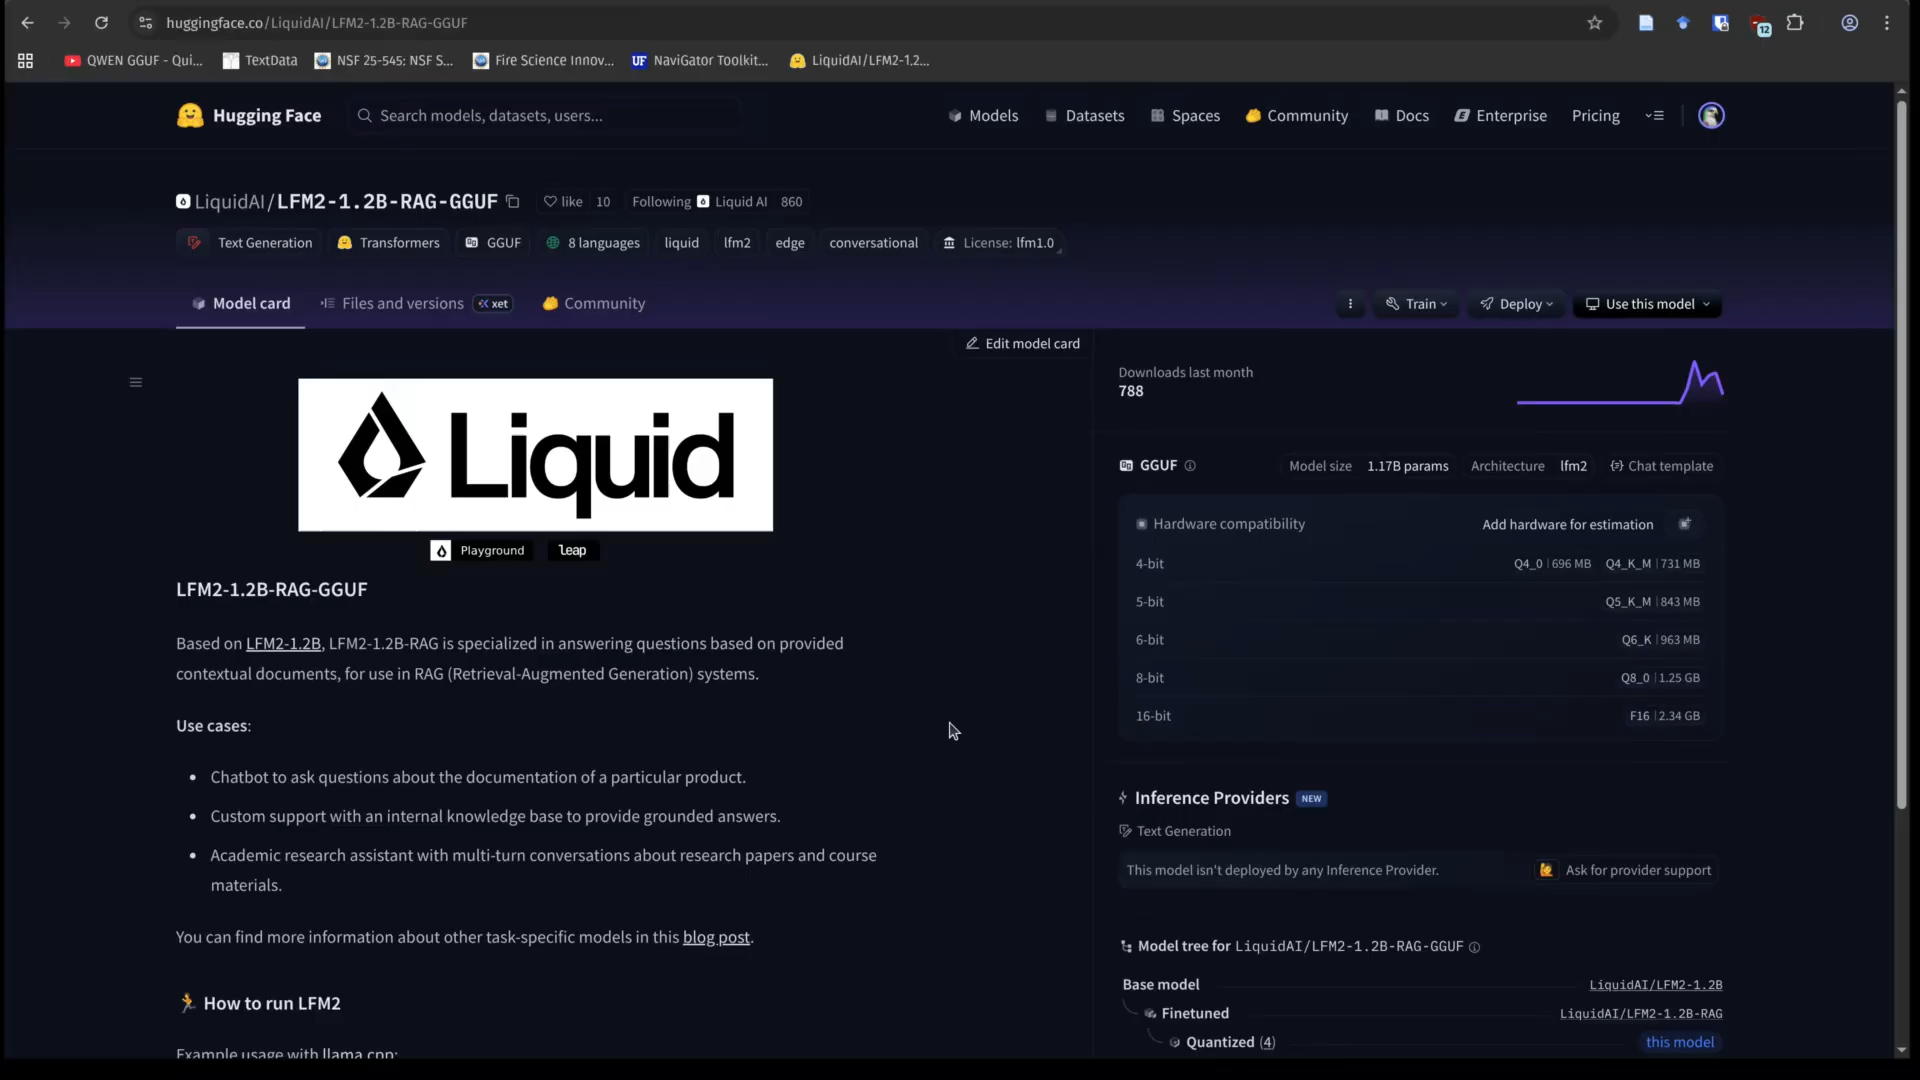 huggingface.co/LiquidAI/LFM2-1.2B-RAG-GGUF
12
QWEN GGUF - Qui...
TextData
NSF 25-545: NSF S...
Fire Science Innov...
UF NaviGator Toolkit...
LiquidAI/LFM2-1.2...
Hugging Face
Search models, datasets, users...
Models
Datasets
Spaces
Community
Docs
Enterprise
Pricing
LiquidAI/LFM2-1.2B-RAG-GGUF
like 10
Following Liquid AI 860
Text Generation
Transformers
GGUF
8 languages
liquid
lfm2
edge
conversational
License: lfm1.0
Model card
Files and versions xet
Community
Train
Deploy
Use this model
Edit model card
Liquid
Playground
leap
LFM2-1.2B-RAG-GGUF
Based on LFM2-1.2B, LFM2-1.2B-RAG is specialized in answering questions based on provided
contextual documents, for use in RAG (Retrieval-Augmented Generation) systems.
Use cases:
Chatbot to ask questions about the documentation of a particular product.
Custom support with an internal knowledge base to provide grounded answers.
Academic research assistant with multi-turn conversations about research papers and course
materials.
You can find more information about other task-specific models in this blog post.
🏃 How to run LFM2
Example usage with llama.cpp:
Downloads last month
788
GGUF
Model size 1.17B params
Architecture lfm2
Chat template
Hardware compatibility
Add hardware for estimation
4-bit Q4_0 | 696 MB Q4_K_M | 731 MB
5-bit Q5_K_M | 843 MB
6-bit Q6_K | 963 MB
8-bit Q8_0 | 1.25 GB
16-bit F16 | 2.34 GB
Inference Providers NEW
Text Generation
This model isn't deployed by any Inference Provider.
Ask for provider support
Model tree for LiquidAI/LFM2-1.2B-RAG-GGUF
Base model LiquidAI/LFM2-1.2B
Finetuned LiquidAI/LFM2-1.2B-RAG
Quantized (4) this model